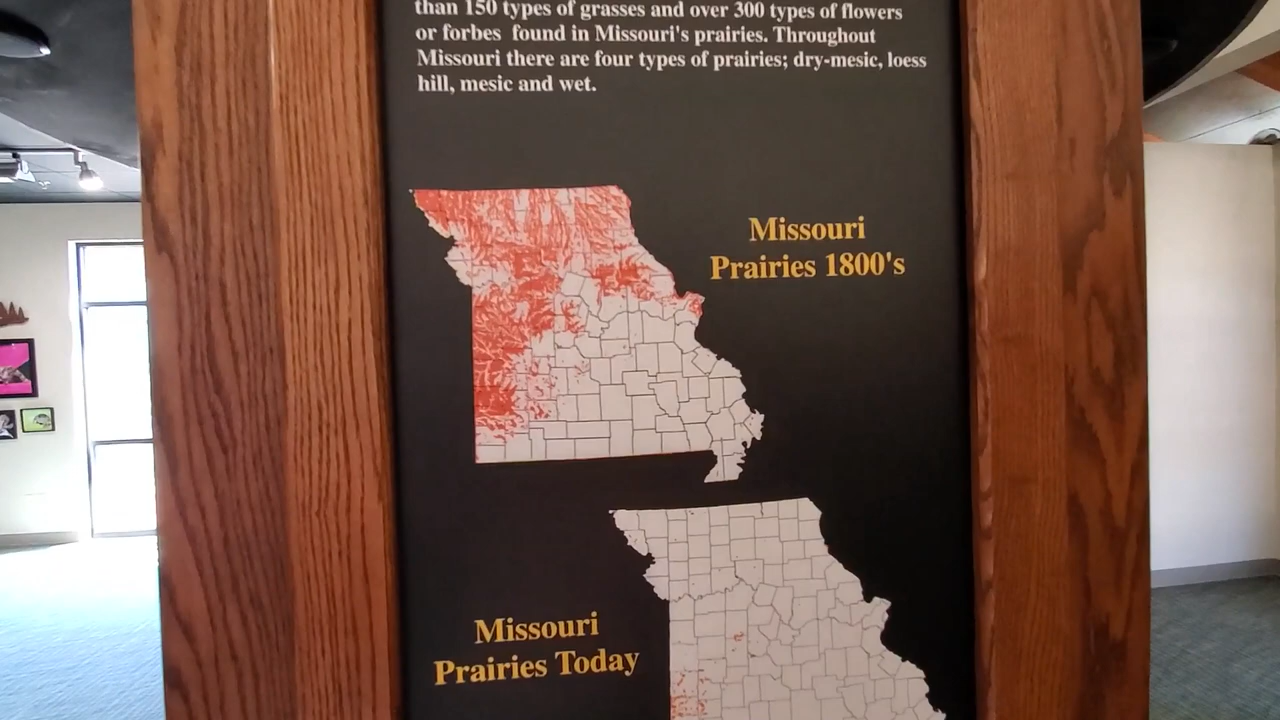 than 150 types of grasses and over 300 types of flowers
or forbes found in Missouri's prairies. Throughout
Missouri there are four types of prairies; dry-mesic, loess
hill, mesic and wet.
Missouri
Prairies 1800's
Missouri
Prairies Today